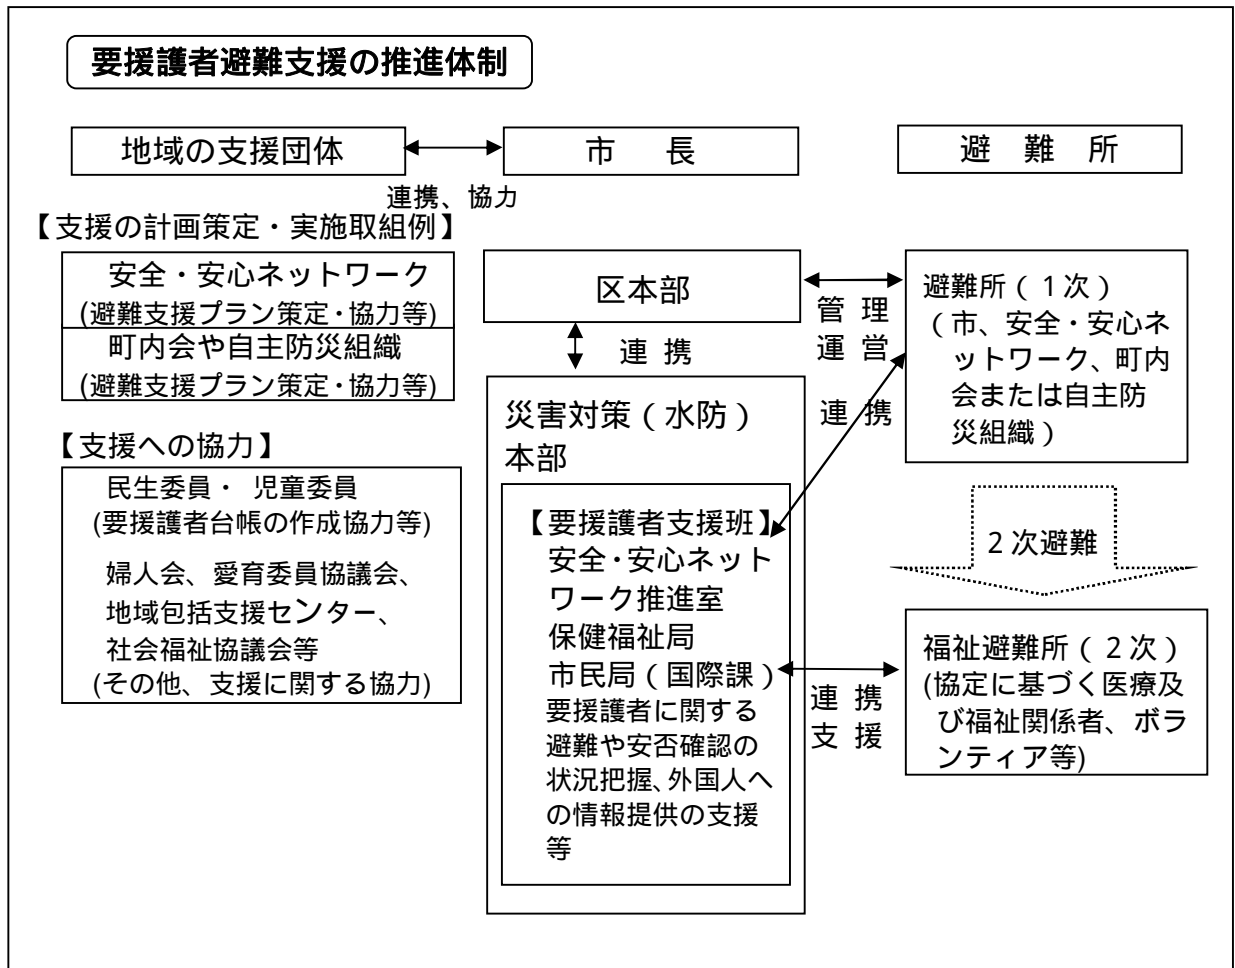 要援護者避難支援の推進体制
地域の支援団体
市 長
避 難 所
連携、協力
【支援の計画策定・実施取組例】
安全・安心ネットワーク
(避難支援プラン策定・協力等)
町内会や自主防災組織
(避難支援プラン策定・協力等)
【支援への協力】
民生委員・ 児童委員
(要援護者台帳の作成協力等)
婦人会、愛育委員協議会、
地域包括支援センター、
社会福祉協議会等
(その他、支援に関する協力)
区本部
連 携
災害対策(水防)
本部
【要援護者支援班】
安全・安心ネット
ワーク推進室
保健福祉局
市民局(国際課)
要援護者に関する
避難や安否確認の
状況把握、外国人へ
の情報提供の支援
等
管 理
運 営
連 携
連 携
支 援
避難所(1次)
(市、安全・安心ネ
ットワーク、町内
会または自主防
災組織)
2次避難
福祉避難所(2次)
(協定に基づく医療及
び福祉関係者、ボラ
ンティア等)